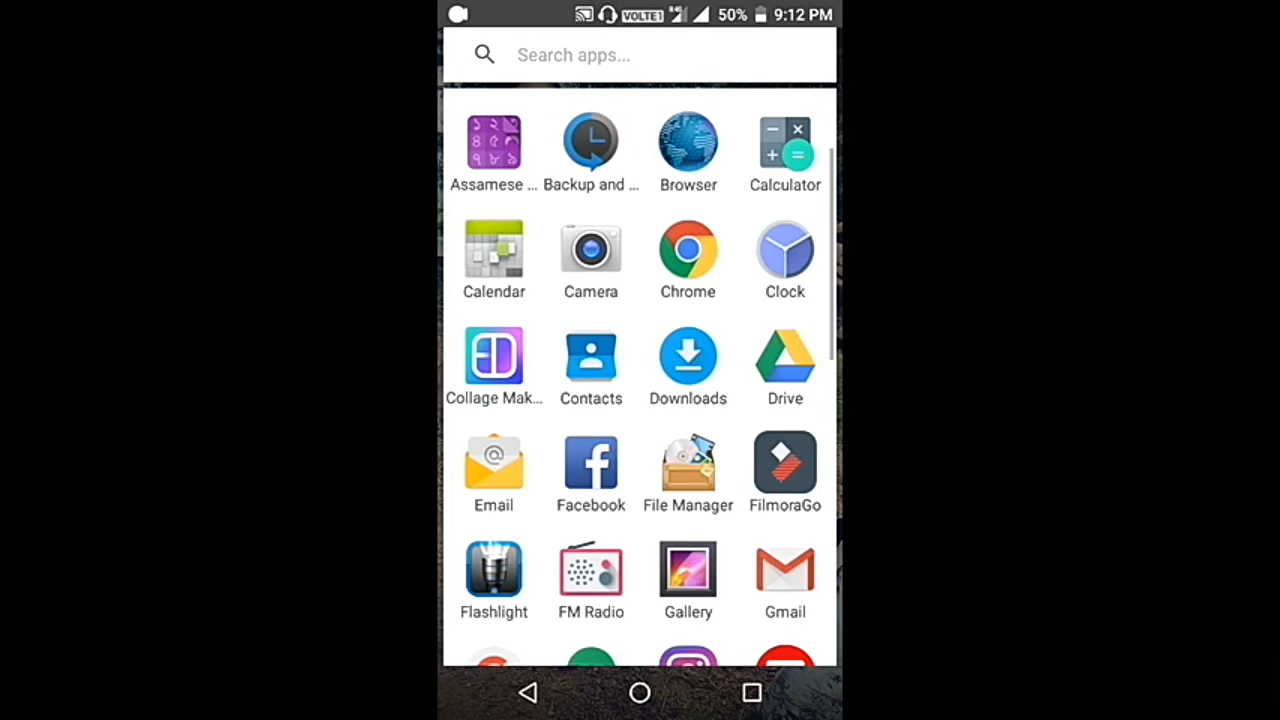 VOLTE1 50% 9:12 PM
Search apps...
Assamese ... Backup and ... Browser Calculator
Calendar Camera Chrome Clock
Collage Mak... Contacts Downloads Drive
Email Facebook File Manager FilmoraGo
Flashlight FM Radio Gallery Gmail